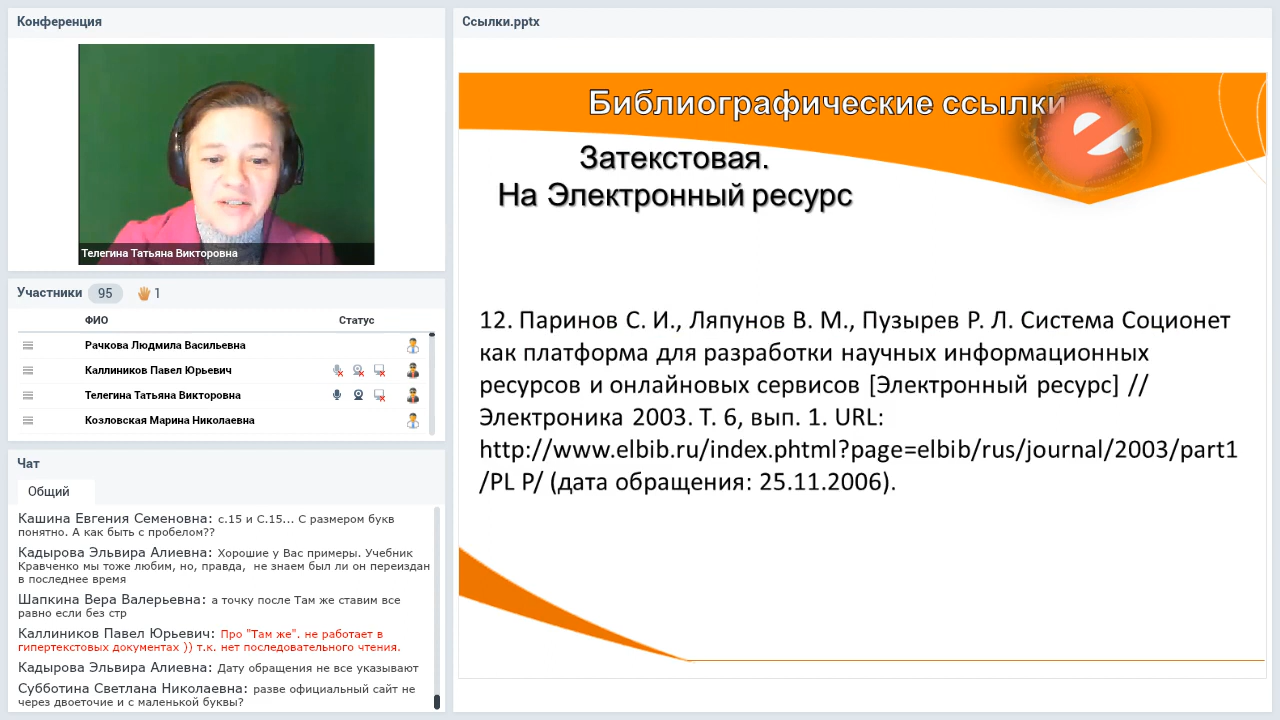 Конференция
Телегина Татьяна Викторовна
Участники 95 1
ФИО Статус
Рачкова Людмила Васильевна
Каллиников Павел Юрьевич
Телегина Татьяна Викторовна
Козловская Марина Николаевна
Чат
Общий
Кашина Евгения Семеновна: с.15 и С.15... С размером букв
понятно. А как быть с пробелом??
Кадырова Эльвира Алиевна: Хорошие у Вас примеры. Учебник
Кравченко мы тоже любим, но, правда, не знаем был ли он переиздан
в последнее время
Шапкина Вера Валерьевна: а точку после Там же ставим все
равно если без стр
Каллиников Павел Юрьевич: Про "Там же". не работает в
гипертекстовых документах )) т.к. нет последовательного чтения.
Кадырова Эльвира Алиевна: Дату обращения не все указывают
Субботина Светлана Николаевна: разве официальный сайт не
через двоеточие и с маленькой буквы?
Ссылки.pptx
Библиографические ссылки
Затекстовая.
На Электронный ресурс
12. Паринов С. И., Ляпунов В. М., Пузырев Р. Л. Система Соционет
как платформа для разработки научных информационных
ресурсов и онлайновых сервисов [Электронный ресурс] //
Электроника 2003. Т. 6, вып. 1. URL:
http://www.elbib.ru/index.phtml?page=elbib/rus/journal/2003/part1
/PL P/ (дата обращения: 25.11.2006).